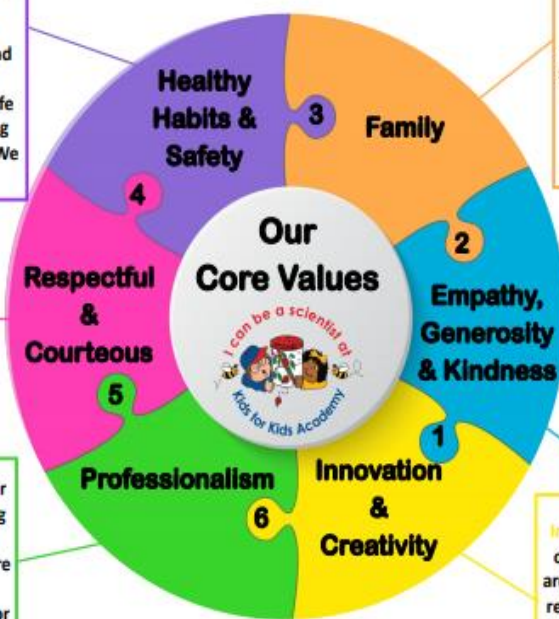 Healthy
Habits &
Safety
3
Family
4
2
Our
Core Values
I can be a scientist at
Kids for Kids Academy
Respectful
&
Courteous
Empathy,
Generosity
& Kindness
5
1
Professionalism
Innovation
&
Creativity
6
We